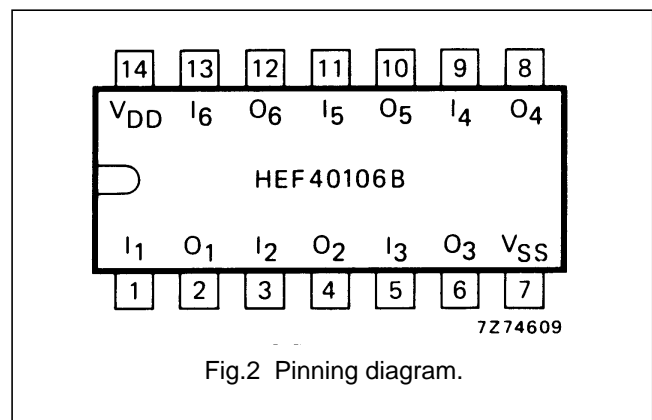 14 13 12 11 10 9 8
VDD I6 O6 I5 O5 I4 O4
HEF40106B
I1 O1 I2 O2 I3 O3 VSS
1 2 3 4 5 6 7
7Z74609
Fig.2 Pinning diagram.